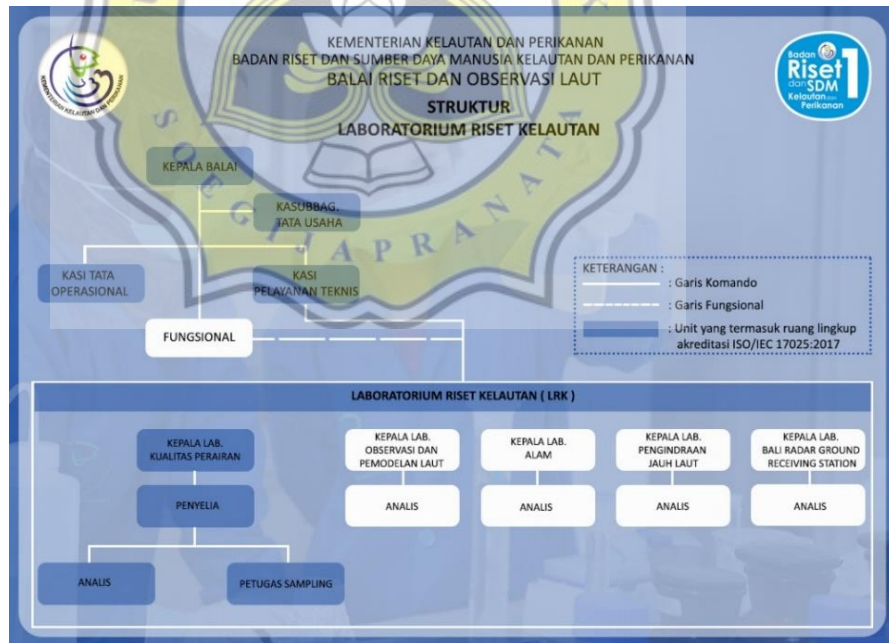 KEMENTERIAN KELAUTAN DAN PERIKANAN
BADAN RISET DAN SUMBER DAYA MANUSIA KELAUTAN DAN PERIKANAN
BALAI RISET DAN OBSERVASI LAUT
STRUKTUR
LABORATORIUM RISET KELAUTAN
KEMENTERIAN KELAUTAN DAN PERIKANAN
Badan
Riset
dan SDM
Kelautan dan
Perikanan
1
SOEGIJAPRANATA
KEPALA BALAI
KASUBBAG.
TATA USAHA
KASI TATA
OPERASIONAL
KASI
PELAYANAN TEKNIS
FUNGSIONAL
KETERANGAN :
: Garis Komando
: Garis Fungsional
: Unit yang termasuk ruang lingkup
akreditasi ISO/IEC 17025:2017
LABORATORIUM RISET KELAUTAN ( LRK )
KEPALA LAB.
KUALITAS PERAIRAN
KEPALA LAB.
OBSERVASI DAN
PEMODELAN LAUT
KEPALA LAB.
ALAM
KEPALA LAB.
PENGINDRAAN
JAUH LAUT
KEPALA LAB.
BALI RADAR GROUND
RECEIVING STATION
PENYELIA
ANALIS
ANALIS
ANALIS
ANALIS
ANALIS
PETUGAS SAMPLING